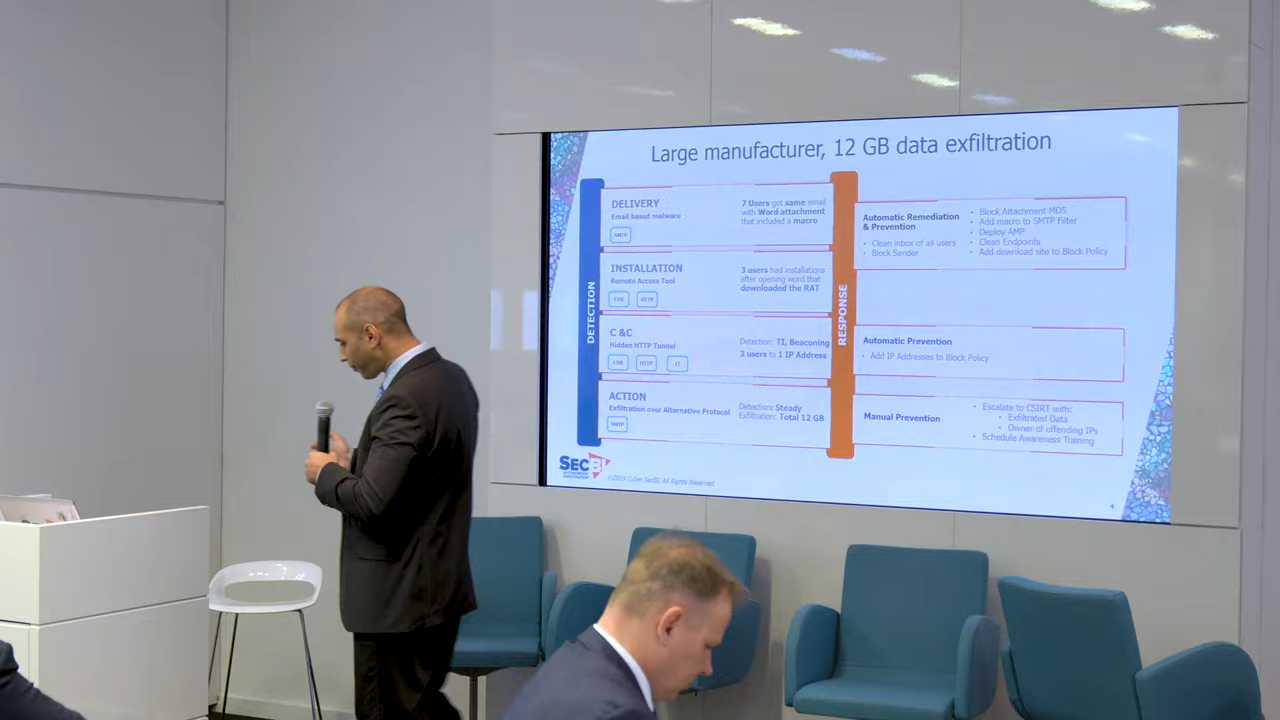 Large manufacturer, 12 GB data exfiltration
DETECTION
DELIVERY
Email based malware
SMTP
7 Users got same email
with Word attachment
that included a macro
INSTALLATION
Remote Access Tool
HTTP
3 users had installations
after opening word that
downloaded the RAT
C &C
Hidden HTTP Tunnel
HTTP
Detection: TI, Beaconing
3 users to 1 IP Address
ACTION
Exfiltration over Alternative Protocol
SMTP
Detection: Steady
Exfiltration: Total 12 GB
RESPONSE
Automatic Remediation
& Prevention
• Clean inbox of all users
• Block Sender
• Block Attachment MD5
• Add macro to SMTP Filter
• Deploy AMP
• Clean Endpoints
• Add download site to Block Policy
Automatic Prevention
• Add IP Addresses to Block Policy
Manual Prevention
• Escalate to CSIRT with:
• Exfiltrated Data
• Owner of offending IPs
• Schedule Awareness Training
SECBI
©2019 Cyber SecBI, All Rights Reserved
4